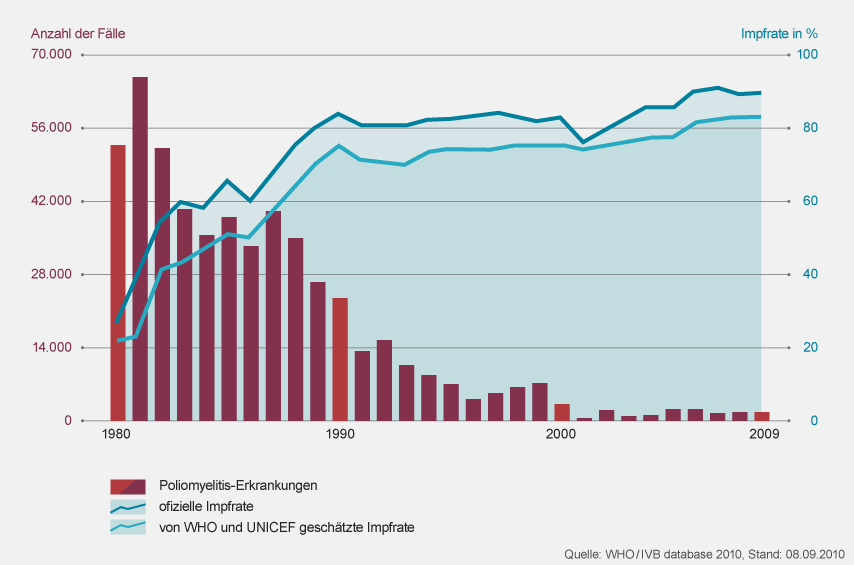 Anzahl der Fälle Impfrate in %
70.000 100
56.000 80
42.000 60
28.000 40
14.000 20
0 0
1980 1990 2000 2009
Poliomyelitis-Erkrankungen
ofizielle Impfrate
von WHO und UNICEF geschätzte Impfrate
Quelle: WHO/IVB database 2010, Stand: 08.09.2010